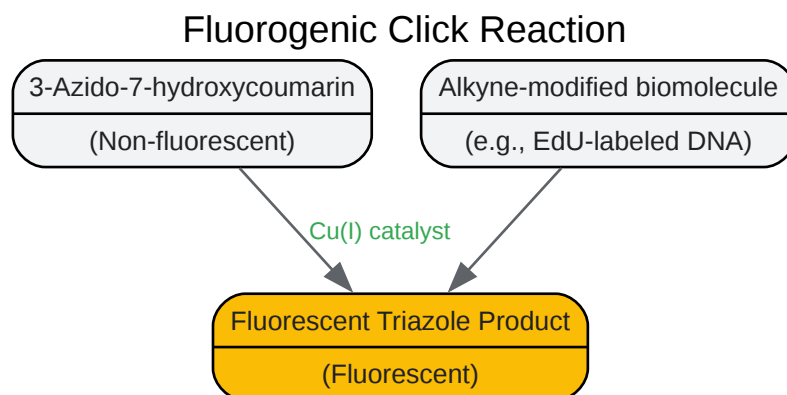 Fluorogenic Click Reaction
3-Azido-7-hydroxycoumarin
(Non-fluorescent)
Alkyne-modified biomolecule
(e.g., EdU-labeled DNA)
Cu(I) catalyst
Fluorescent Triazole Product
(Fluorescent)